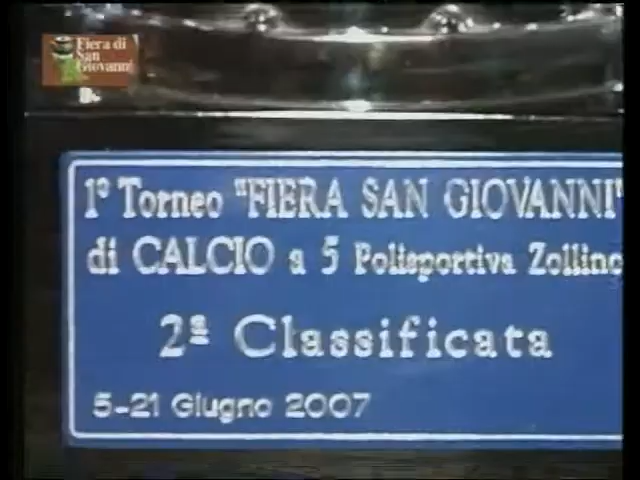 Fiera di
San
Giovanni
1° Torneo "FIERA SAN GIOVANNI"
di CALCIO a 5 Polisportiva Zollino
2ª Classificata
5-21 Giugno 2007